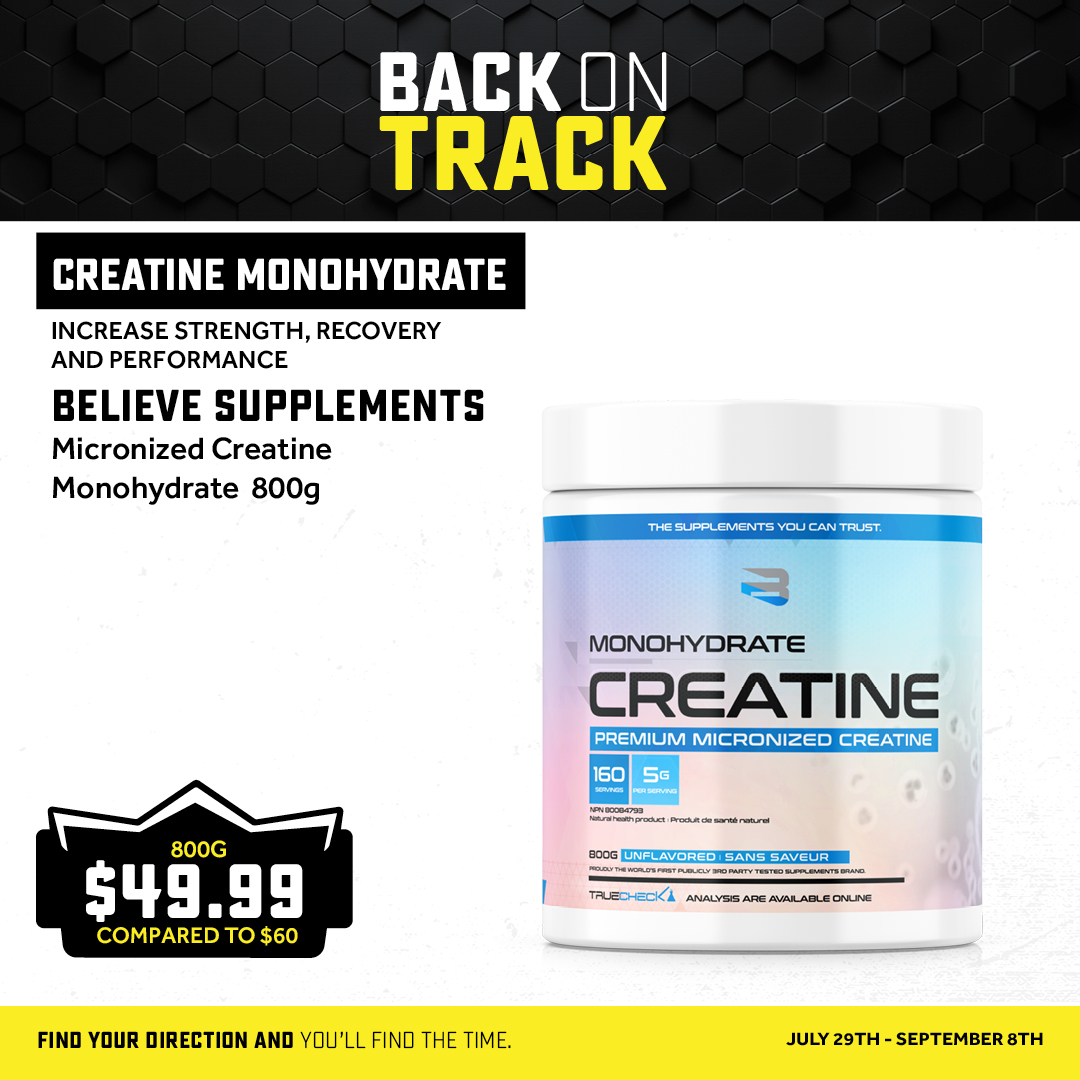 BACK ON
TRACK
CREATINE MONOHYDRATE
INCREASE STRENGTH, RECOVERY
AND PERFORMANCE
BELIEVE SUPPLEMENTS
Micronized Creatine
Monohydrate 800g
THE SUPPLEMENTS YOU CAN TRUST.
MONOHYDRATE
CREATINE
PREMIUM MICRONIZED CREATINE
160 5G
SERVINGS PER SERVING
NPN 80084793
Natural health product | Produit de santé naturel
800G UNFLAVORED | SANS SAVEUR
PROUDLY THE WORLD'S FIRST PUBLICLY 3RD PARTY TESTED SUPPLEMENTS BRAND.
TRUECHECK ANALYSIS ARE AVAILABLE ONLINE
800G
$49.99
COMPARED TO $60
FIND YOUR DIRECTION AND YOU'LL FIND THE TIME.
JULY 29TH - SEPTEMBER 8TH